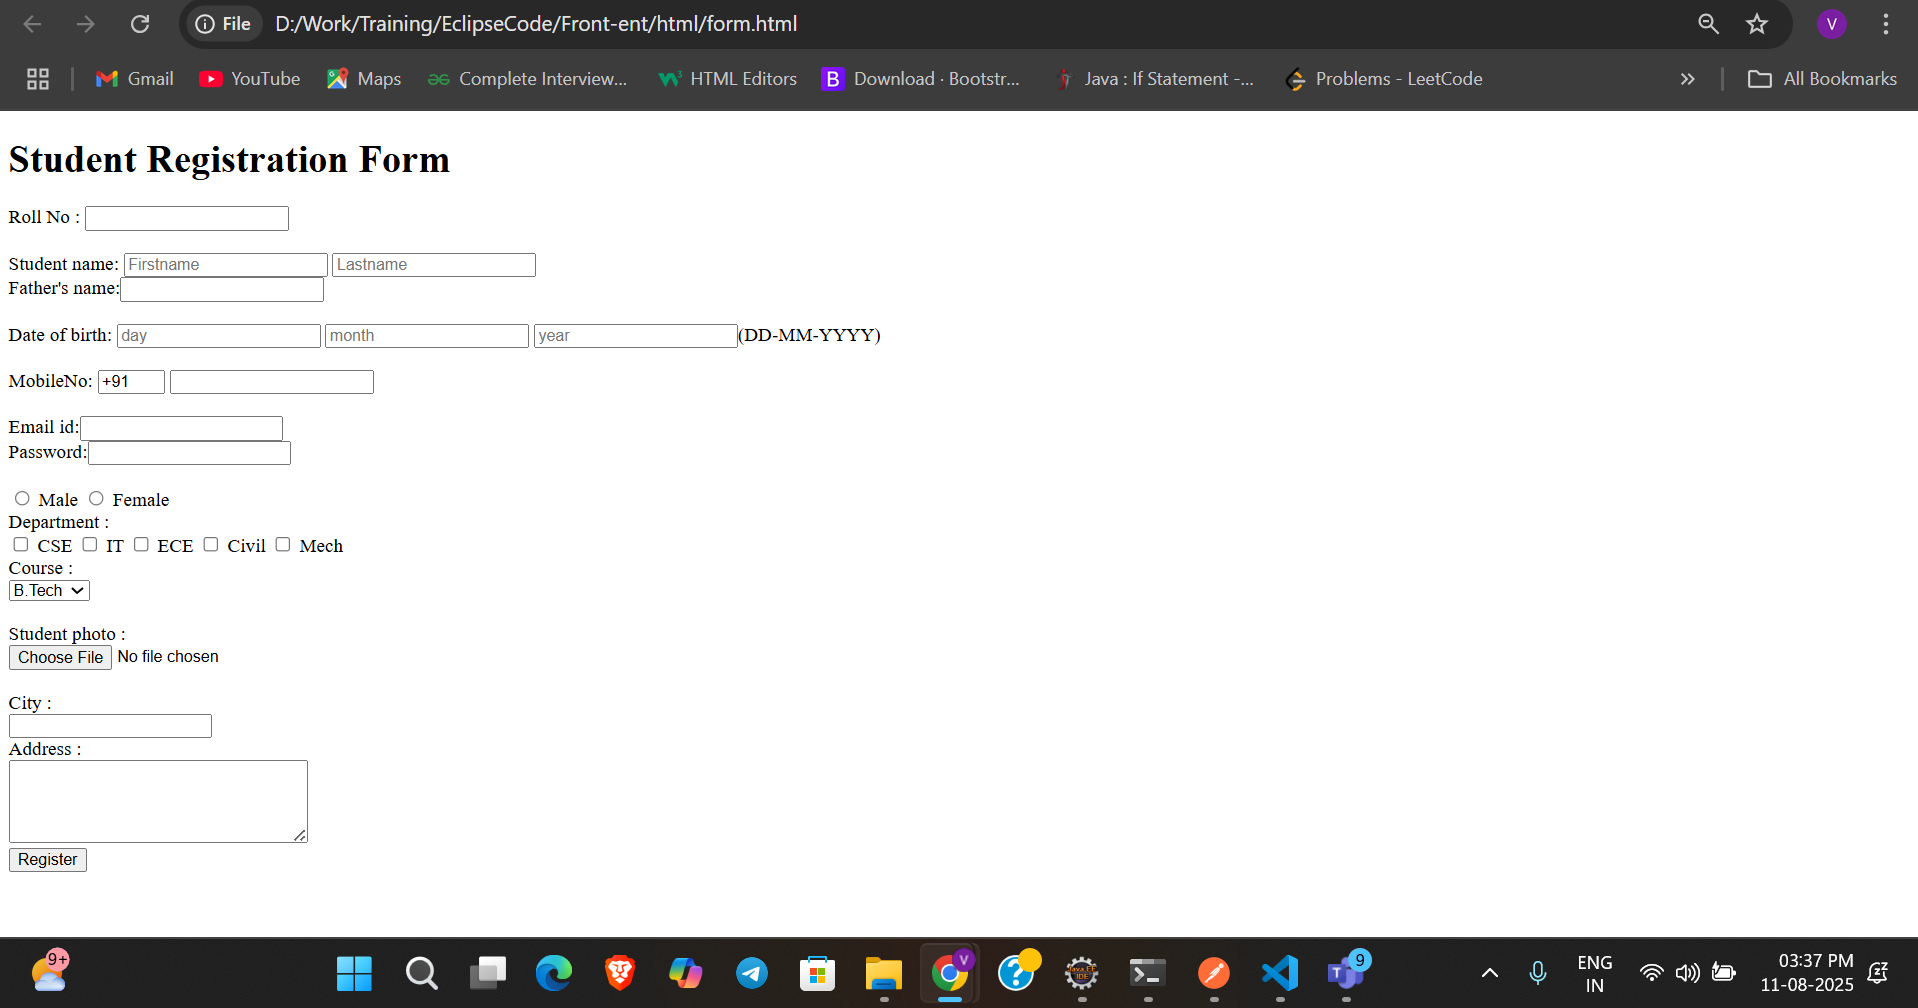 File D:/Work/Training/EclipseCode/Front-ent/html/form.html V
Gmail YouTube Maps Complete Interview... HTML Editors B Download · Bootstr... Java : If Statement -... Problems - LeetCode » All Bookmarks
Student Registration Form
Roll No :
Student name: Firstname Lastname
Father's name:
Date of birth: day month year (DD-MM-YYYY)
MobileNo: +91
Email id:
Password:
Male Female
Department :
CSE IT ECE Civil Mech
Course :
B.Tech
Student photo :
Choose File No file chosen
City :
Address :
Register
9+ V 9 ENG 03:37 PM
IN 11-08-2025